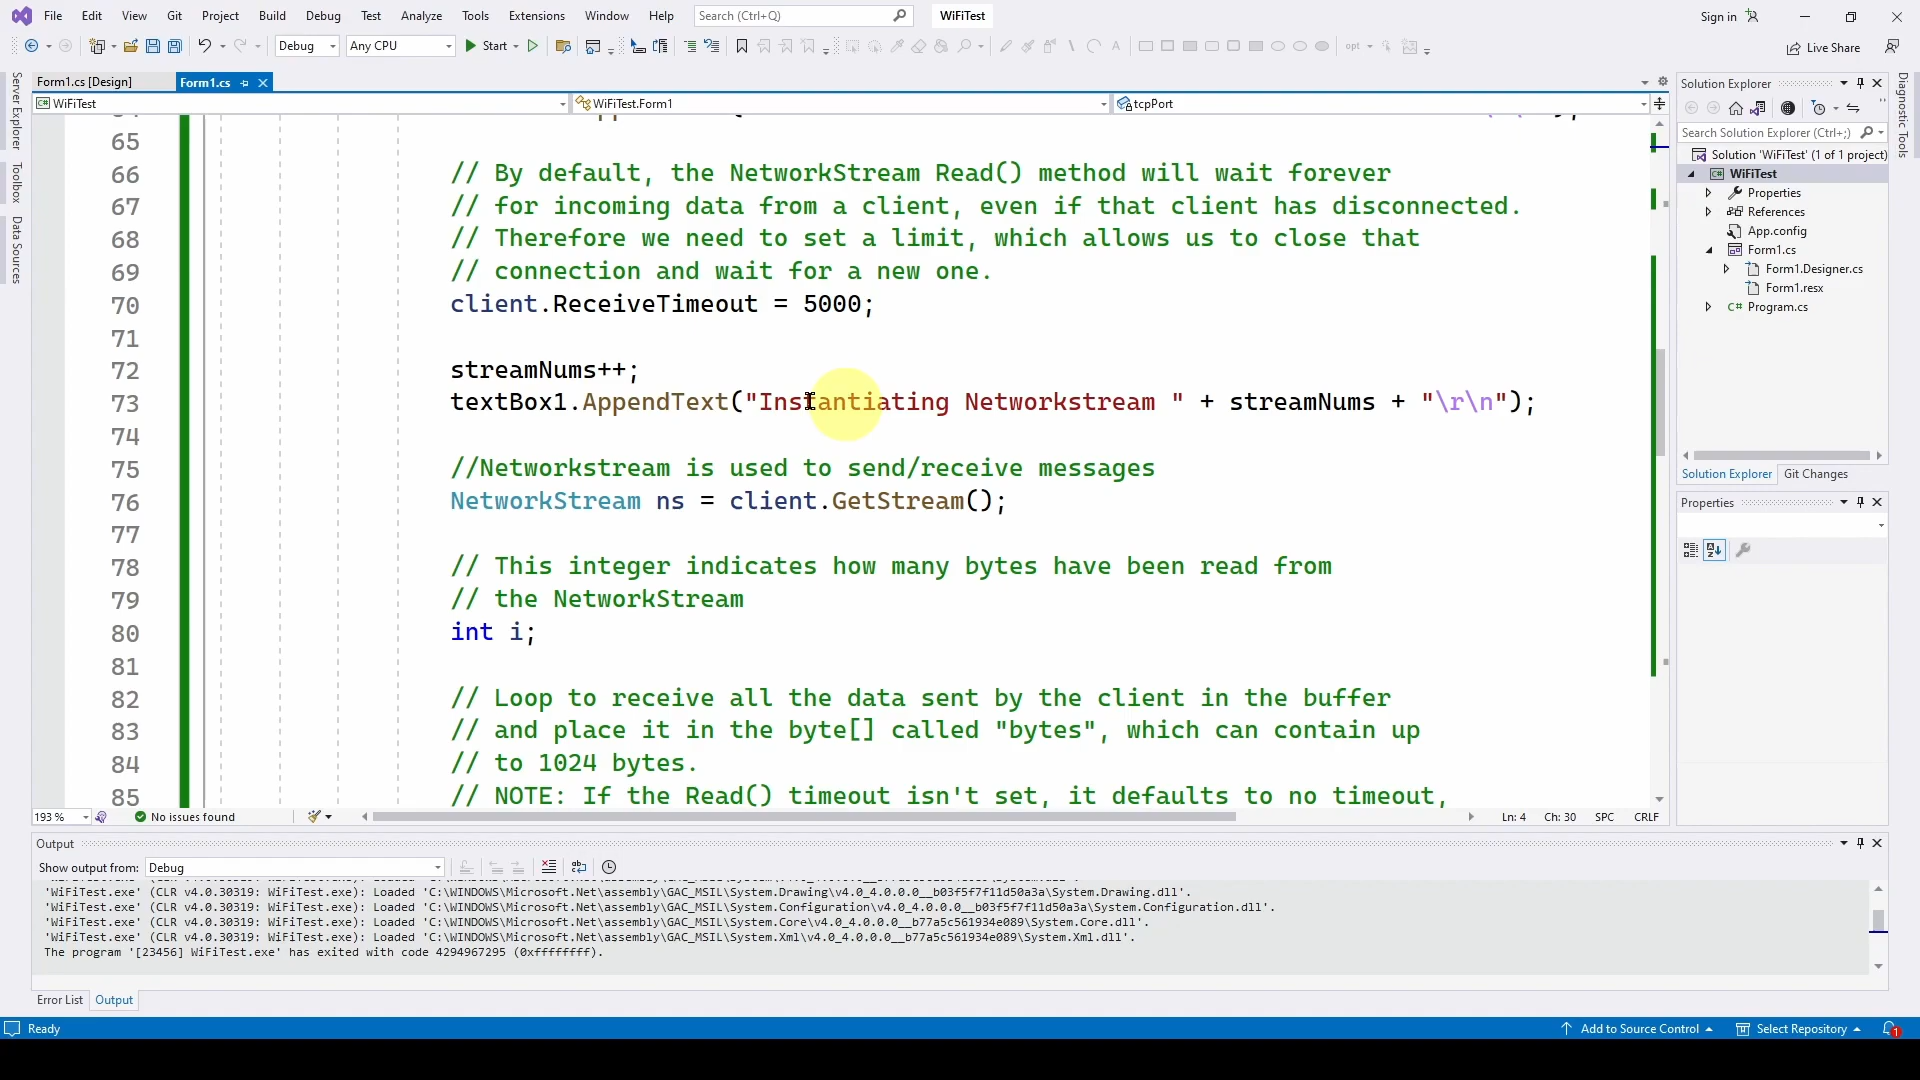 File Edit View Git Project Build Debug Test Analyze Tools Extensions Window Help Search (Ctrl+Q) WiFiTest Sign in
Debug Any CPU Start opt Live Share
Form1.cs [Design] Form1.cs
WiFiTest WiFiTest.Form1 tcpPort
Server Explorer
Toolbox
Data Sources
65
66 // By default, the NetworkStream Read() method will wait forever
67 // for incoming data from a client, even if that client has disconnected.
68 // Therefore we need to set a limit, which allows us to close that
69 // connection and wait for a new one.
70 client.ReceiveTimeout = 5000;
71
72 streamNums++;
73 textBox1.AppendText("Instantiating Networkstream " + streamNums + "\r\n");
74
75 //Networkstream is used to send/receive messages
76 NetworkStream ns = client.GetStream();
77
78 // This integer indicates how many bytes have been read from
79 // the NetworkStream
80 int i;
81
82 // Loop to receive all the data sent by the client in the buffer
83 // and place it in the byte[] called "bytes", which can contain up
84 // to 1024 bytes.
85 // NOTE: If the Read() timeout isn't set, it defaults to no timeout,
193 % No issues found Ln: 4 Ch: 30 SPC CRLF
Solution Explorer
Search Solution Explorer (Ctrl+;)
Solution 'WiFiTest' (1 of 1 project)
WiFiTest
Properties
References
App.config
Form1.cs
Form1.Designer.cs
Form1.resx
Program.cs
Solution Explorer Git Changes
Properties
Diagnostic Tools
Output
Show output from: Debug
'WiFiTest.exe' (CLR v4.0.30319: WiFiTest.exe): Loaded 'C:\WINDOWS\Microsoft.Net\assembly\GAC_MSIL\System.Drawing\v4.0_4.0.0.0__b03f5f7f11d50a3a\System.Drawing.dll'.
'WiFiTest.exe' (CLR v4.0.30319: WiFiTest.exe): Loaded 'C:\WINDOWS\Microsoft.Net\assembly\GAC_MSIL\System.Configuration\v4.0_4.0.0.0__b03f5f7f11d50a3a\System.Configuration.dll'.
'WiFiTest.exe' (CLR v4.0.30319: WiFiTest.exe): Loaded 'C:\WINDOWS\Microsoft.Net\assembly\GAC_MSIL\System.Core\v4.0_4.0.0.0__b77a5c561934e089\System.Core.dll'.
'WiFiTest.exe' (CLR v4.0.30319: WiFiTest.exe): Loaded 'C:\WINDOWS\Microsoft.Net\assembly\GAC_MSIL\System.Xml\v4.0_4.0.0.0__b77a5c561934e089\System.Xml.dll'.
The program '[23456] WiFiTest.exe' has exited with code 4294967295 (0xffffffff).
Error List Output
Ready Add to Source Control Select Repository 1